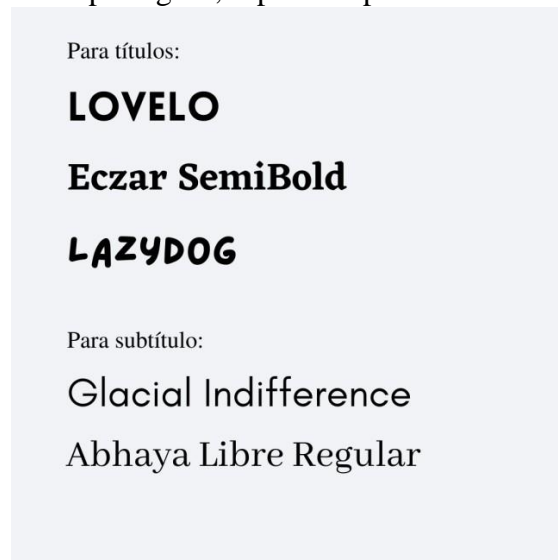 Para títulos:
LOVELO
Eczar SemiBold
LAZYDOG
Para subtítulo:
Glacial Indifference
Abhaya Libre Regular